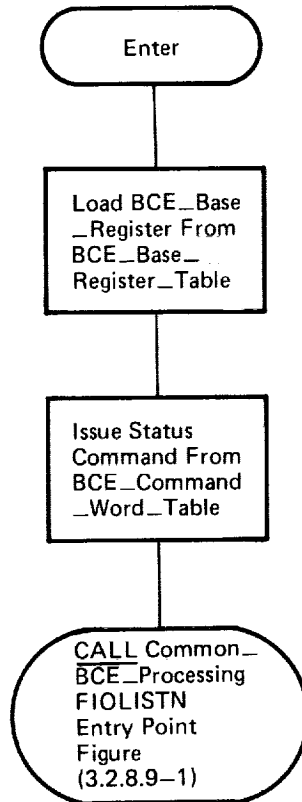 Enter
Load BCE_Base
_Register From
BCE_Base_
Register_Table
Issue Status
Command From
BCE_Command
_Word_Table
CALL Common_
BCE_Processing
FIOLISTN
Entry Point
Figure
(3.2.8.9–1)